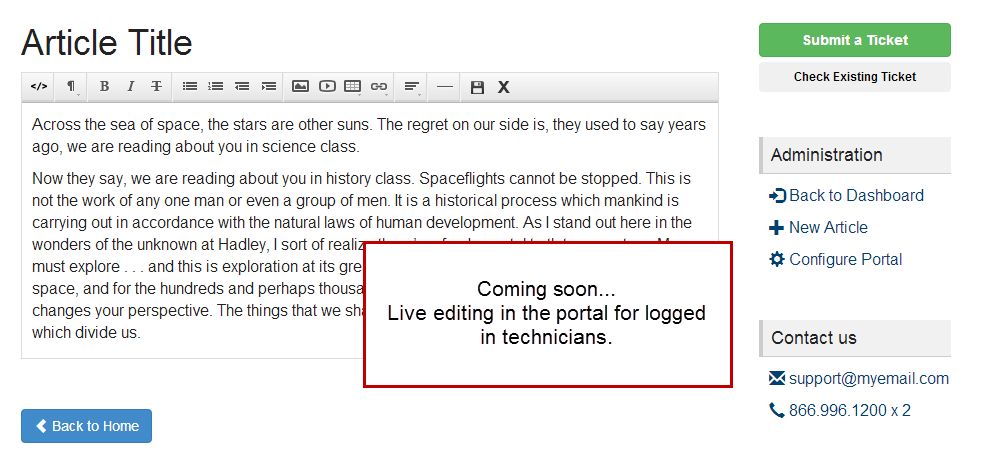 Article Title
Across the sea of space, the stars are other suns. The regret on our side is, they used to say years
ago, we are reading about you in science class.
Now they say, we are reading about you in history class. Spaceflights cannot be stopped. This is
not the work of any one man or even a group of men. It is a historical process which mankind is
carrying out in accordance with the natural laws of human development. As I stand out here in the
wonders of the unknown at Hadley, I sort of
must explore . . . and this is exploration at its
space, and for the hundreds and perhaps
changes your perspective. The things that we
which divide us.
Coming soon...
Live editing in the portal for logged
in technicians.
Back to Home
Submit a Ticket
Check Existing Ticket
Administration
Back to Dashboard
New Article
Configure Portal
Contact us
support@myemail.com
866.996.1200 x 2